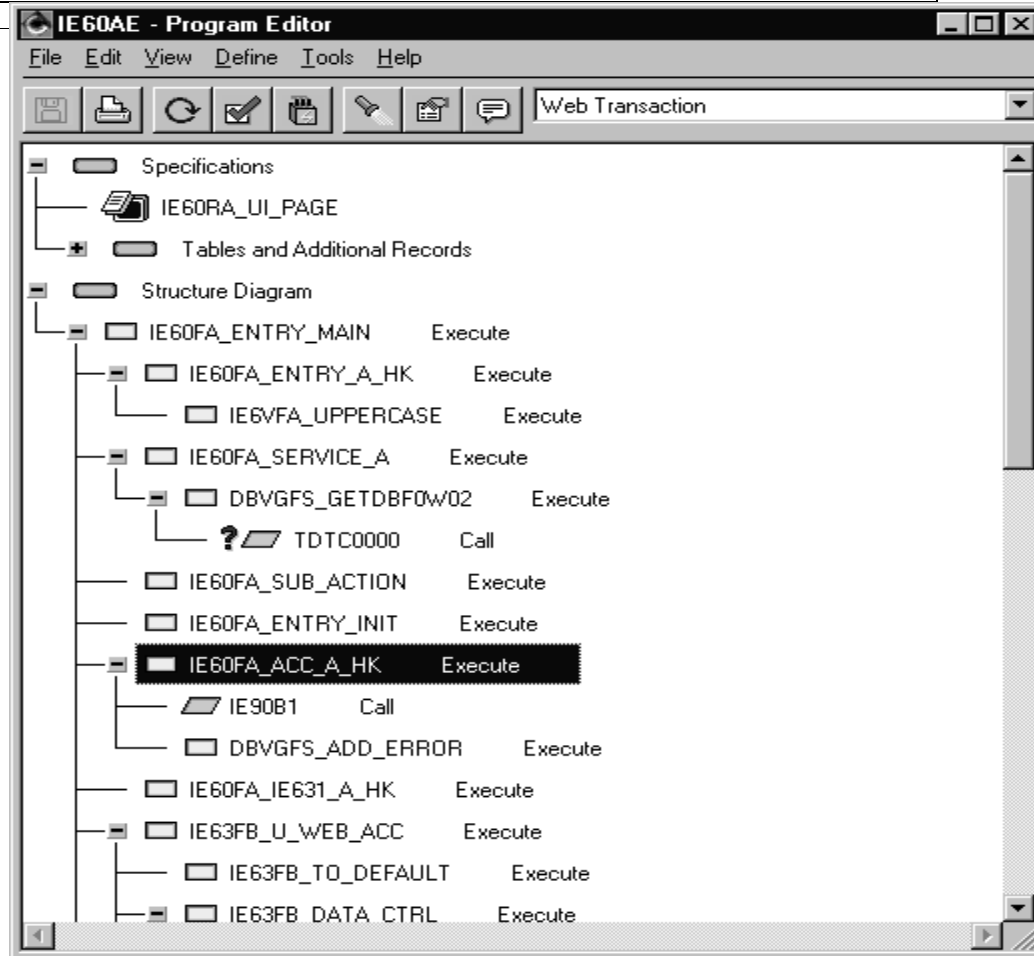 IE60AE - Program Editor
File Edit View Define Tools Help
Web Transaction
Specifications
IE60RA_UI_PAGE
Tables and Additional Records
Structure Diagram
IE60FA_ENTRY_MAIN Execute
IE60FA_ENTRY_A_HK Execute
IE6VFA_UPPERCASE Execute
IE60FA_SERVICE_A Execute
DBVGFS_GETDBF0W02 Execute
? TDTC0000 Call
IE60FA_SUB_ACTION Execute
IE60FA_ENTRY_INIT Execute
IE60FA_ACC_A_HK Execute
IE90B1 Call
DBVGFS_ADD_ERROR Execute
IE60FA_IE631_A_HK Execute
IE63FB_U_WEB_ACC Execute
IE63FB_TO_DEFAULT Execute
IE63FB_DATA_CTRL Execute